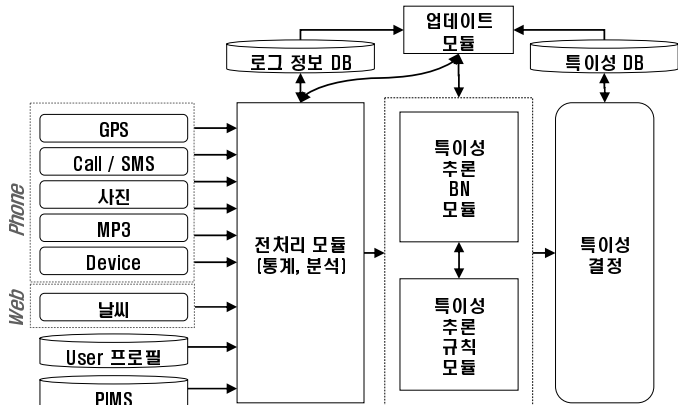 업데이트
모듈
로그 정보 DB
특이성 DB
Phone
GPS
Call / SMS
사진
MP3
Device
Web
날씨
User 프로필
PIMS
전처리 모듈
(통계, 분석)
특이성
추론
BN
모듈
특이성
추론
규칙
모듈
특이성
결정